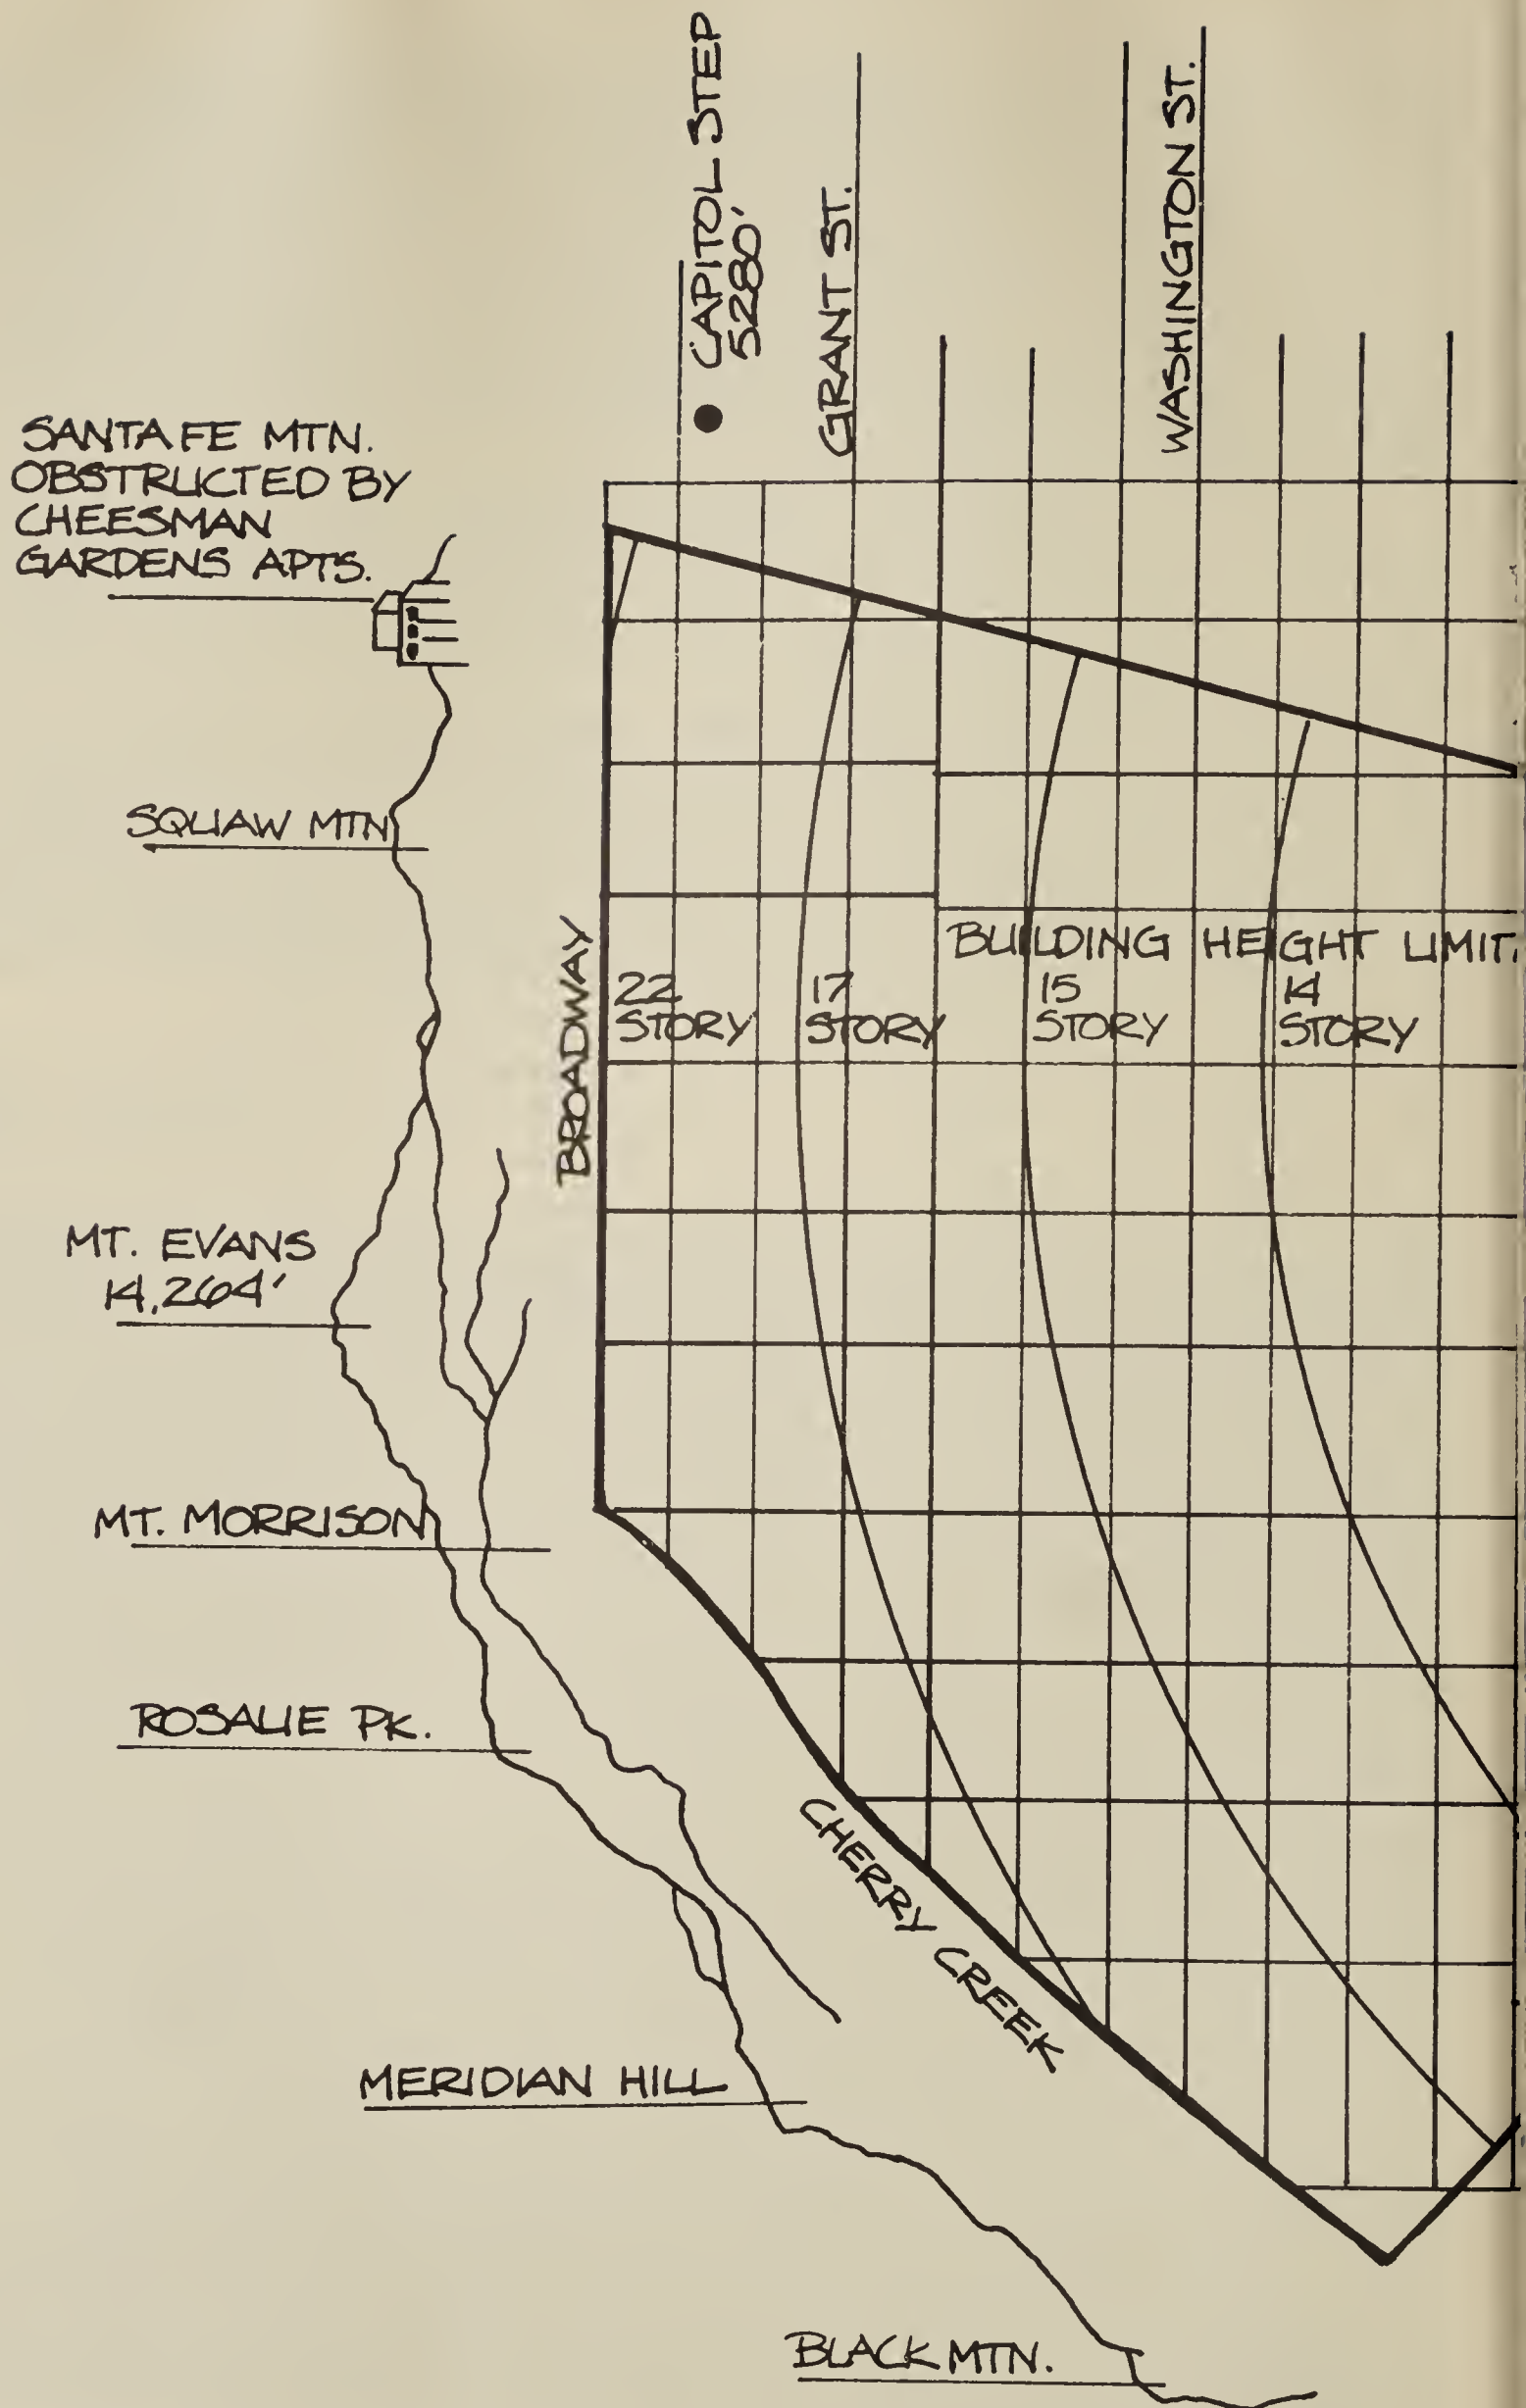 CAPITOL STEP
5280'
GRANT ST.
WASHINGTON ST.
SANTA FE MTN.
OBSTRUCTED BY
CHEESMAN
GARDENS APTS.
SQUAW MTN
BROADWAY
BUILDING HEIGHT LIMIT
22
STORY
17
STORY
15
STORY
14
STORY
MT. EVANS
14,264'
MT. MORRISON
ROSALIE PK.
CHERRY CREEK
MERIDIAN HILL
BLACK MTN.